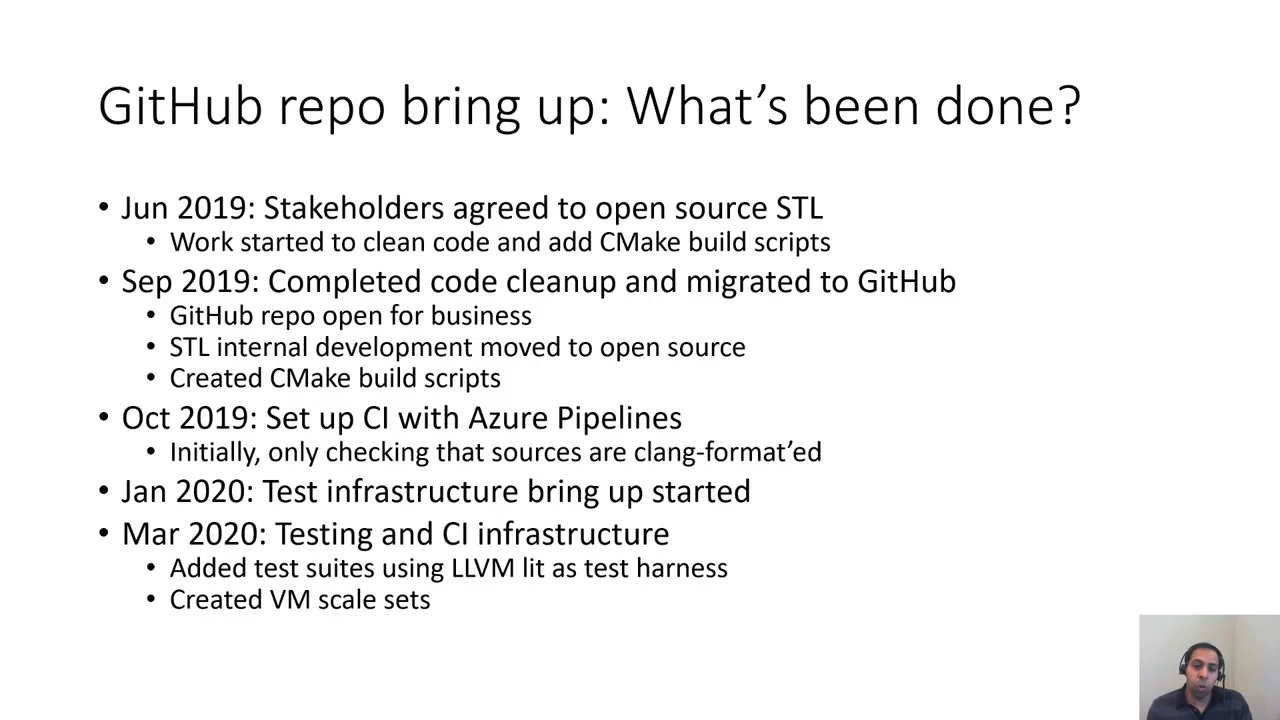 GitHub repo bring up: What’s been done?
• Jun 2019: Stakeholders agreed to open source STL
• Work started to clean code and add CMake build scripts
• Sep 2019: Completed code cleanup and migrated to GitHub
• GitHub repo open for business
• STL internal development moved to open source
• Created CMake build scripts
• Oct 2019: Set up CI with Azure Pipelines
• Initially, only checking that sources are clang-format’ed
• Jan 2020: Test infrastructure bring up started
• Mar 2020: Testing and CI infrastructure
• Added test suites using LLVM lit as test harness
• Created VM scale sets